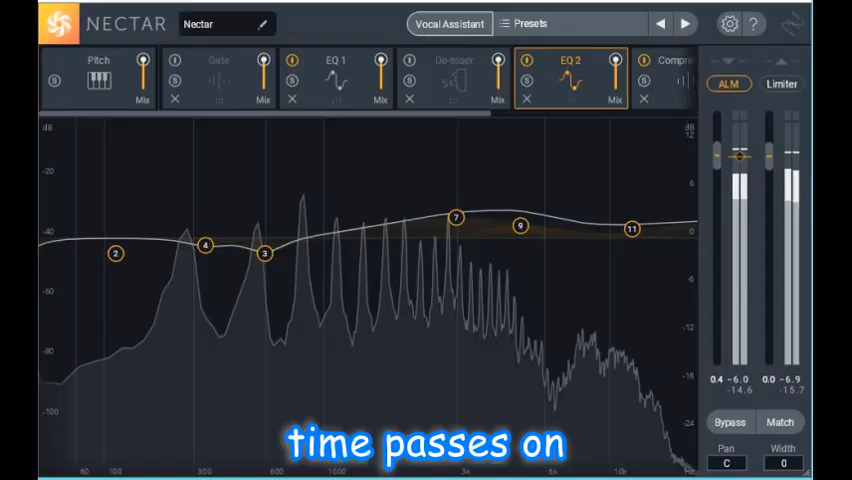 NECTAR
Nectar
Vocal Assistant
Presets
?
Pitch
Mix
S
Gate
S
Mix
EQ 1
S
Mix
De-esser
S
Mix
EQ 2
S
Mix
Compre
S
ALM
Limiter
dB
-20
-40
-60
-80
-100
12
6
0
-6
-12
-18
-24
2
4
3
7
9
11
60
100
300
600
1000
3k
6k
10k
Hz
0.4
-6.0
-14.6
0.0
-6.9
-15.7
Bypass
Match
Pan
Width
C
0
time passes on